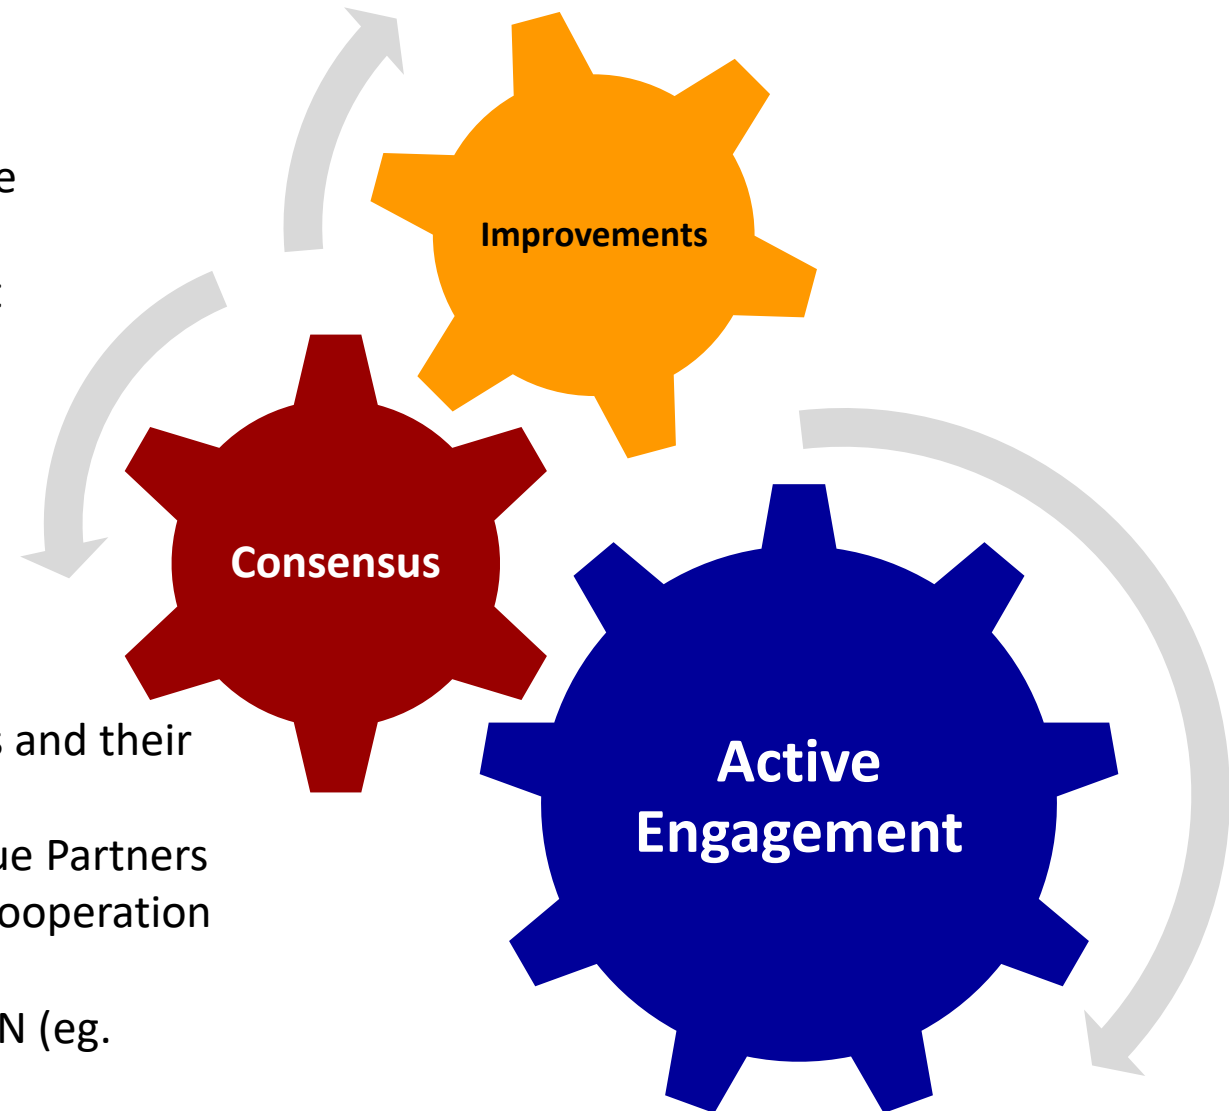 e
Improvements
Consensus
s and their
Active
Engagement
ue Partners
ooperation
N (eg.